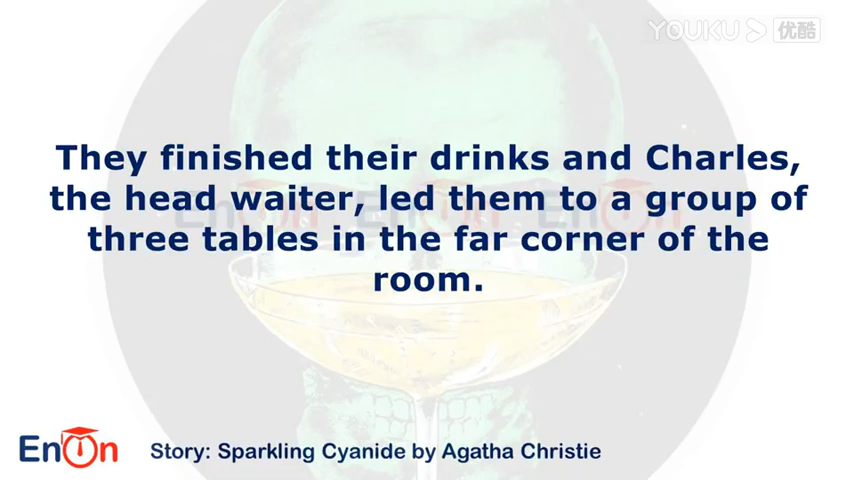 YOUKU 优酷
They finished their drinks and Charles,
the head waiter, led them to a group of
three tables in the far corner of the
room.
EnOn
Story: Sparkling Cyanide by Agatha Christie